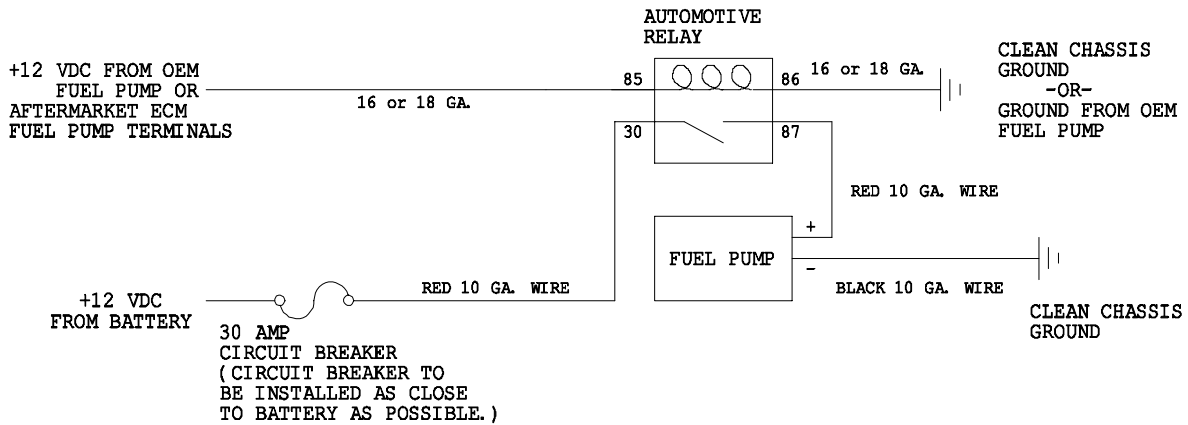 AUTOMOTIVE
RELAY
+12 VDC FROM OEM
FUEL PUMP OR
AFTERMARKET ECM
FUEL PUMP TERMINALS
16 or 18 GA.
85
86
16 or 18 GA.
30
87
CLEAN CHASSIS
GROUND
-OR-
GROUND FROM OEM
FUEL PUMP
RED 10 GA. WIRE
FUEL PUMP
+
-
BLACK 10 GA. WIRE
CLEAN CHASSIS
GROUND
+12 VDC
FROM BATTERY
RED 10 GA. WIRE
30 AMP
CIRCUIT BREAKER
(CIRCUIT BREAKER TO
BE INSTALLED AS CLOSE
TO BATTERY AS POSSIBLE.)